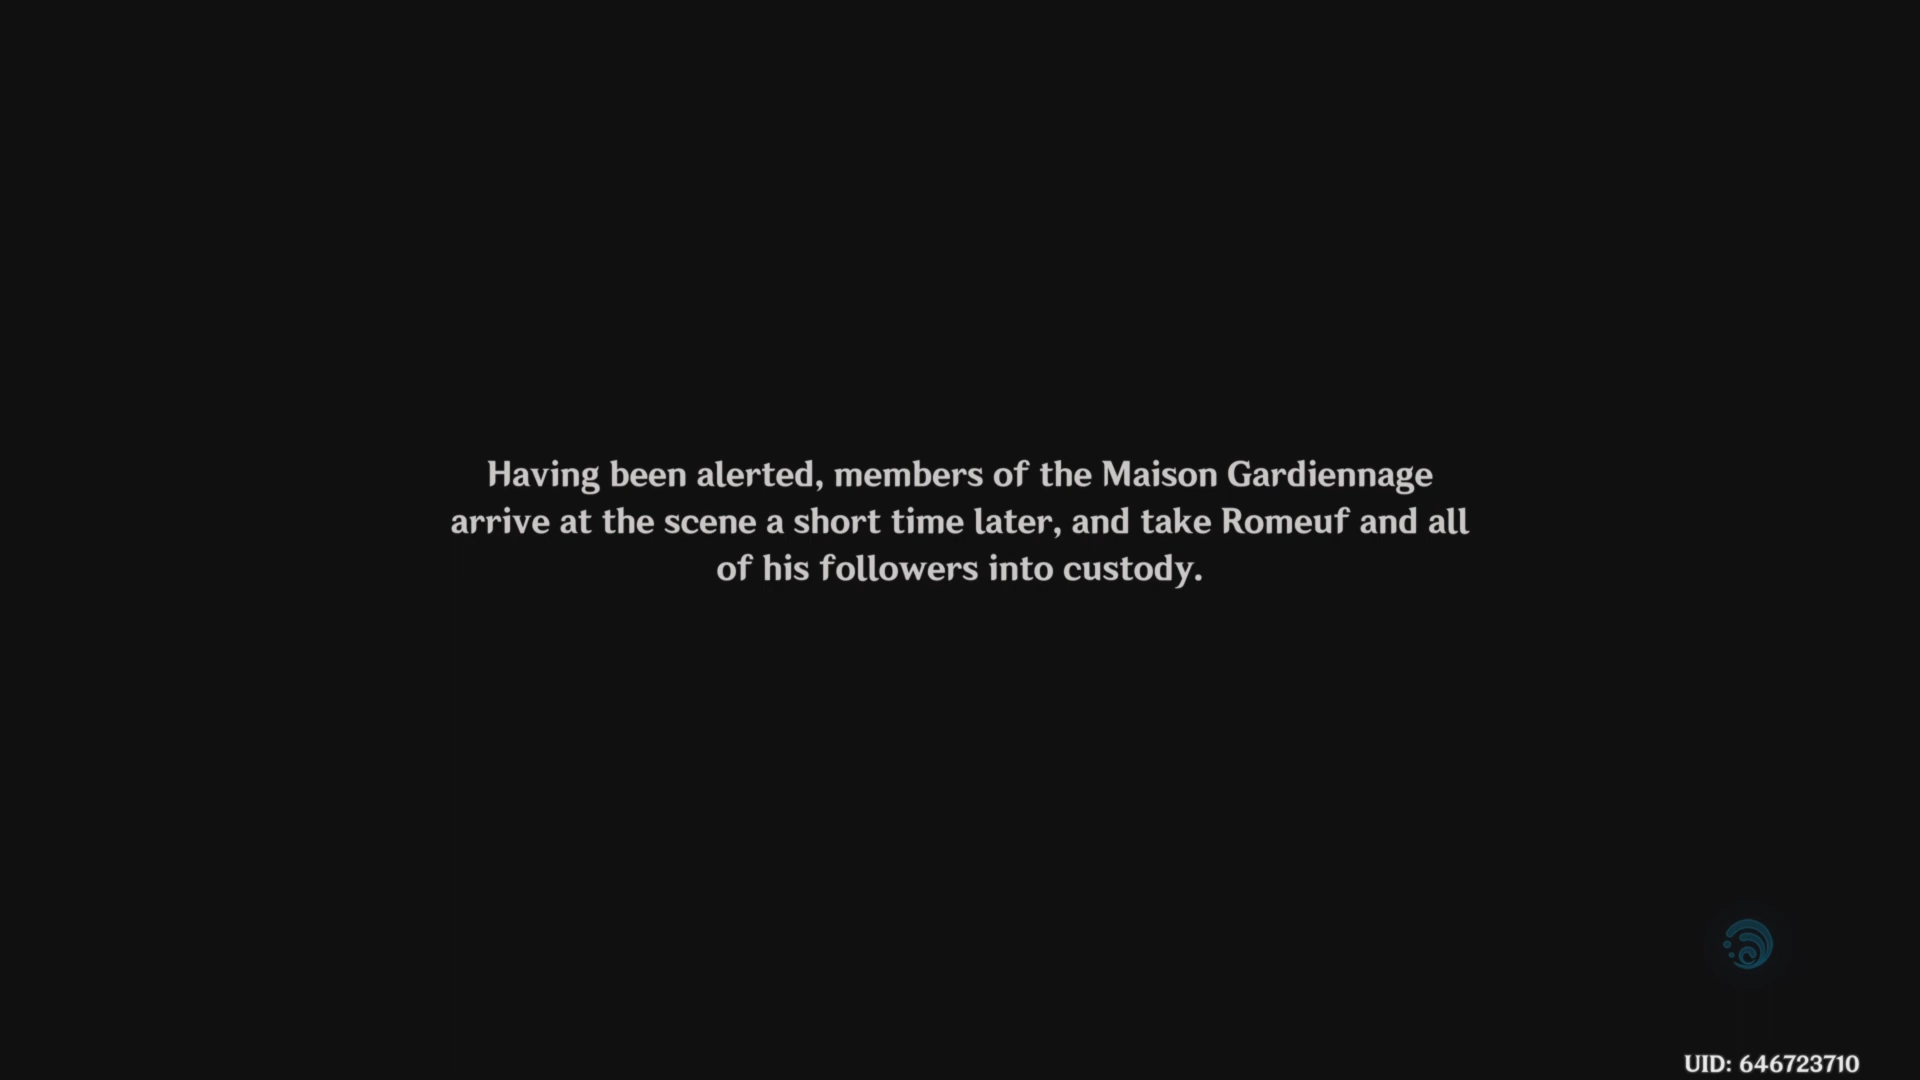 Having been alerted, members of the Maison Gardiennage
arrive at the scene a short time later, and take Romeuf and all
of his followers into custody.
UID: 646723710